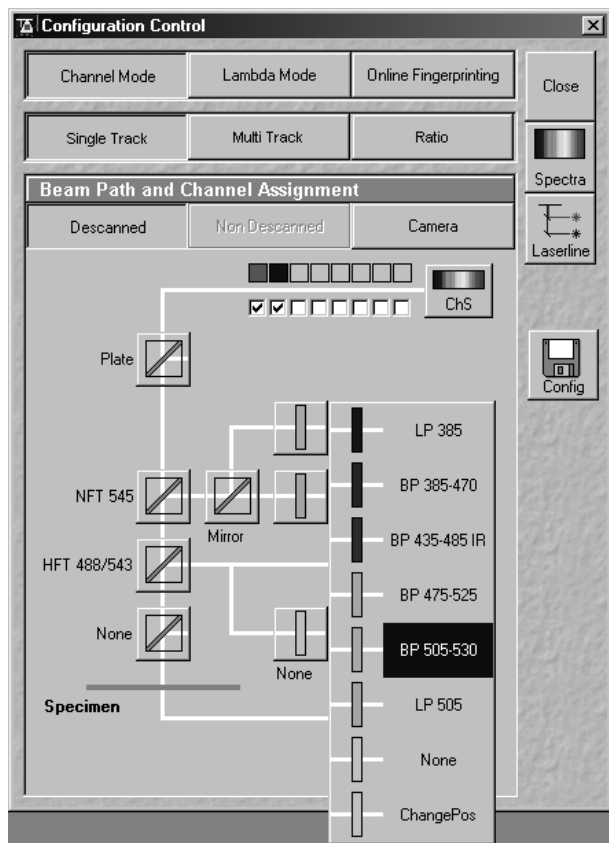 Configuration Control
Channel Mode
Lambda Mode
Online Fingerprinting
Close
Single Track
Multi Track
Ratio
Spectra
Beam Path and Channel Assignment
Descanned
Non Descanned
Camera
Laserline
ChS
Plate
Config
LP 385
BP 385-470
NFT 545
Mirror
BP 435-485 IR
HFT 488/543
BP 475-525
None
BP 505-530
None
Specimen
LP 505
None
ChangePos